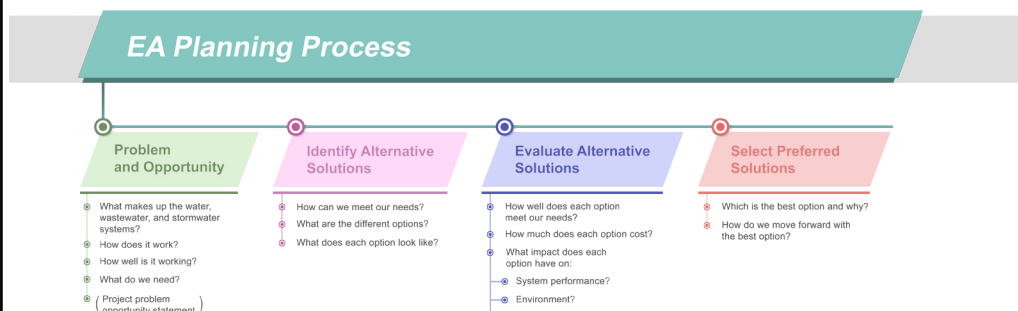 EA Planning Process
Problem
and Opportunity
What makes up the water,
wastewater, and stormwater
systems?
How does it work?
How well is it working?
What do we need?
( Project problem
opportunity statement )
Identify Alternative
Solutions
How can we meet our needs?
What are the different options?
What does each option look like?
Evaluate Alternative
Solutions
How well does each option
meet our needs?
How much does each option cost?
What impact does each
option have on:
System performance?
Environment?
Select Preferred
Solutions
Which is the best option and why?
How do we move forward with
the best option?